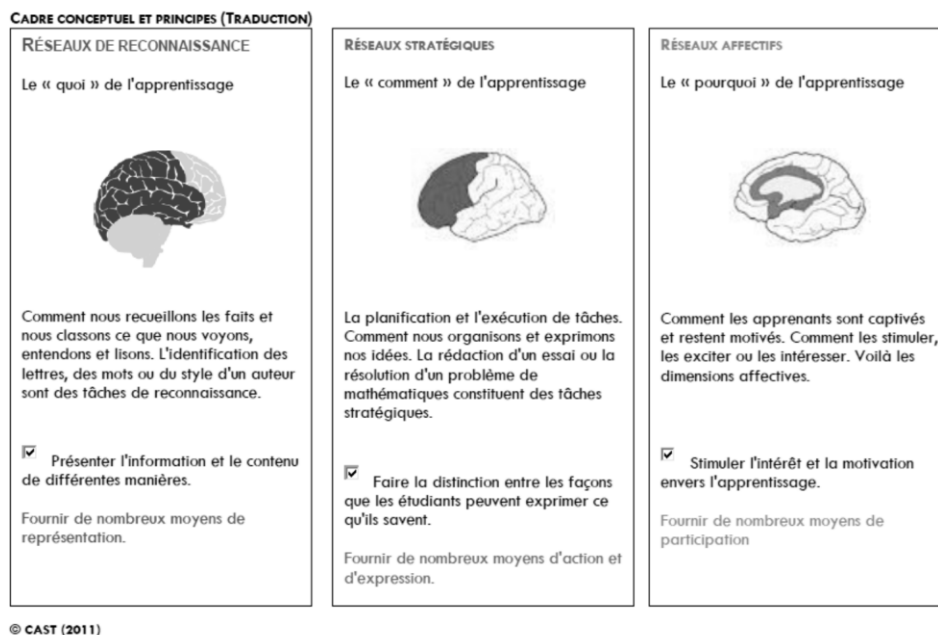 CADRE CONCEPTUEL ET PRINCIPES (TRADUCTION)
RÉSEAUX DE RECONNAISSANCE
Le « quoi » de l'apprentissage
Comment nous recueillons les faits et
nous classons ce que nous voyons,
entendons et lisons. L'identification des
lettres, des mots ou du style d'un auteur
sont des tâches de reconnaissance.
Présenter l'information et le contenu
de différentes manières.
Fournir de nombreux moyens de
représentation.
RÉSEAUX STRATÉGIQUES
Le « comment » de l'apprentissage
La planification et l'exécution de tâches.
Comment nous organisons et exprimons
nos idées. La rédaction d'un essai ou la
résolution d'un problème de
mathématiques constituent des tâches
stratégiques.
Faire la distinction entre les façons
que les étudiants peuvent exprimer ce
qu'ils savent.
Fournir de nombreux moyens d'action et
d'expression.
RÉSEAUX AFFECTIFS
Le « pourquoi » de l'apprentissage
Comment les apprenants sont captivés
et restent motivés. Comment les stimuler,
les exciter ou les intéresser. Voilà les
dimensions affectives.
Stimuler l'intérêt et la motivation
envers l'apprentissage.
Fournir de nombreux moyens de
participation
© CAST (2011)